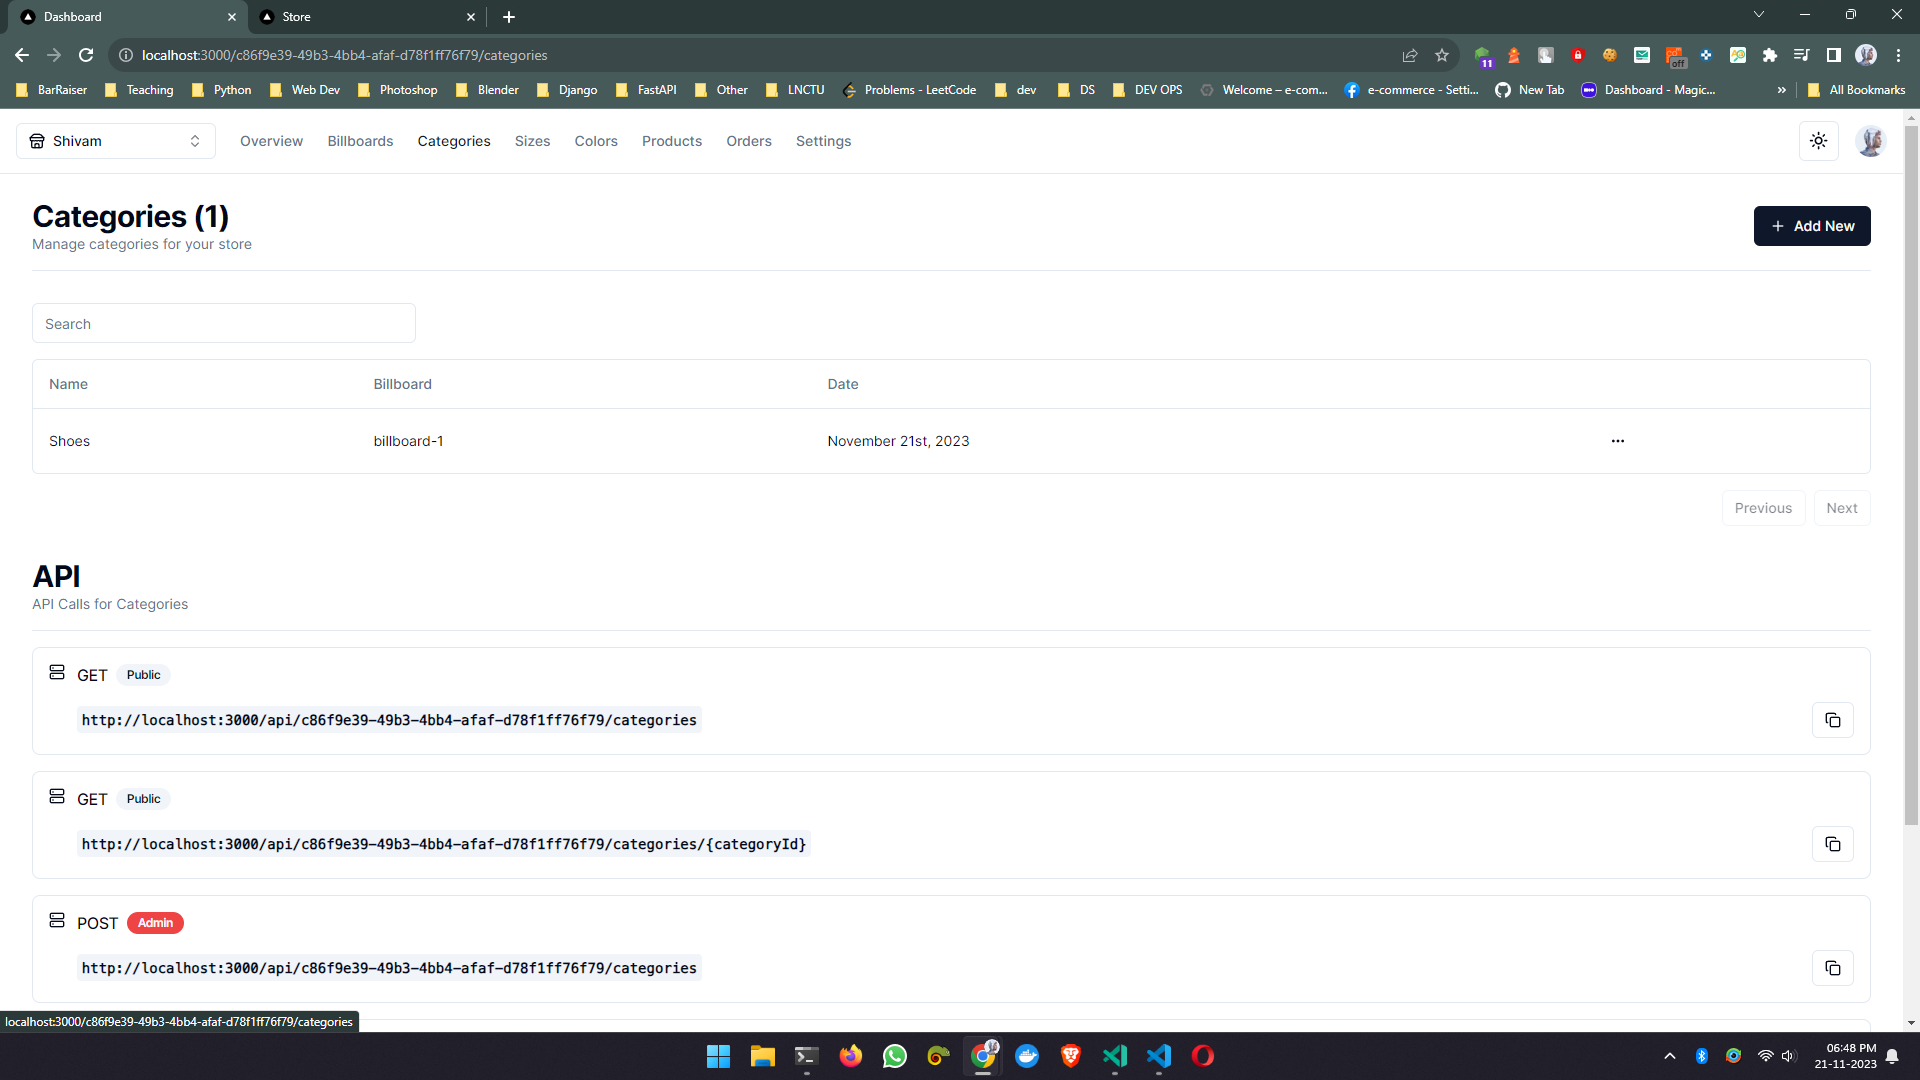 Dashboard
Store
localhost:3000/c86f9e39-49b3-4bb4-afaf-d78f1ff76f79/categories
11
off
BarRaiser
Teaching
Python
Web Dev
Photoshop
Blender
Django
FastAPI
Other
LNCTU
Problems - LeetCode
dev
DS
DEV OPS
Welcome – e-com...
e-commerce - Setti...
New Tab
Dashboard - Magic...
»
All Bookmarks
Shivam
Overview
Billboards
Categories
Sizes
Colors
Products
Orders
Settings
Categories (1)
Manage categories for your store
Add New
Search
Name Billboard Date
Shoes billboard-1 November 21st, 2023
Previous
Next
API
API Calls for Categories
GET Public
http://localhost:3000/api/c86f9e39-49b3-4bb4-afaf-d78f1ff76f79/categories
GET Public
http://localhost:3000/api/c86f9e39-49b3-4bb4-afaf-d78f1ff76f79/categories/{categoryId}
POST Admin
http://localhost:3000/api/c86f9e39-49b3-4bb4-afaf-d78f1ff76f79/categories
localhost:3000/c86f9e39-49b3-4bb4-afaf-d78f1ff76f79/categories
06:48 PM
21-11-2023